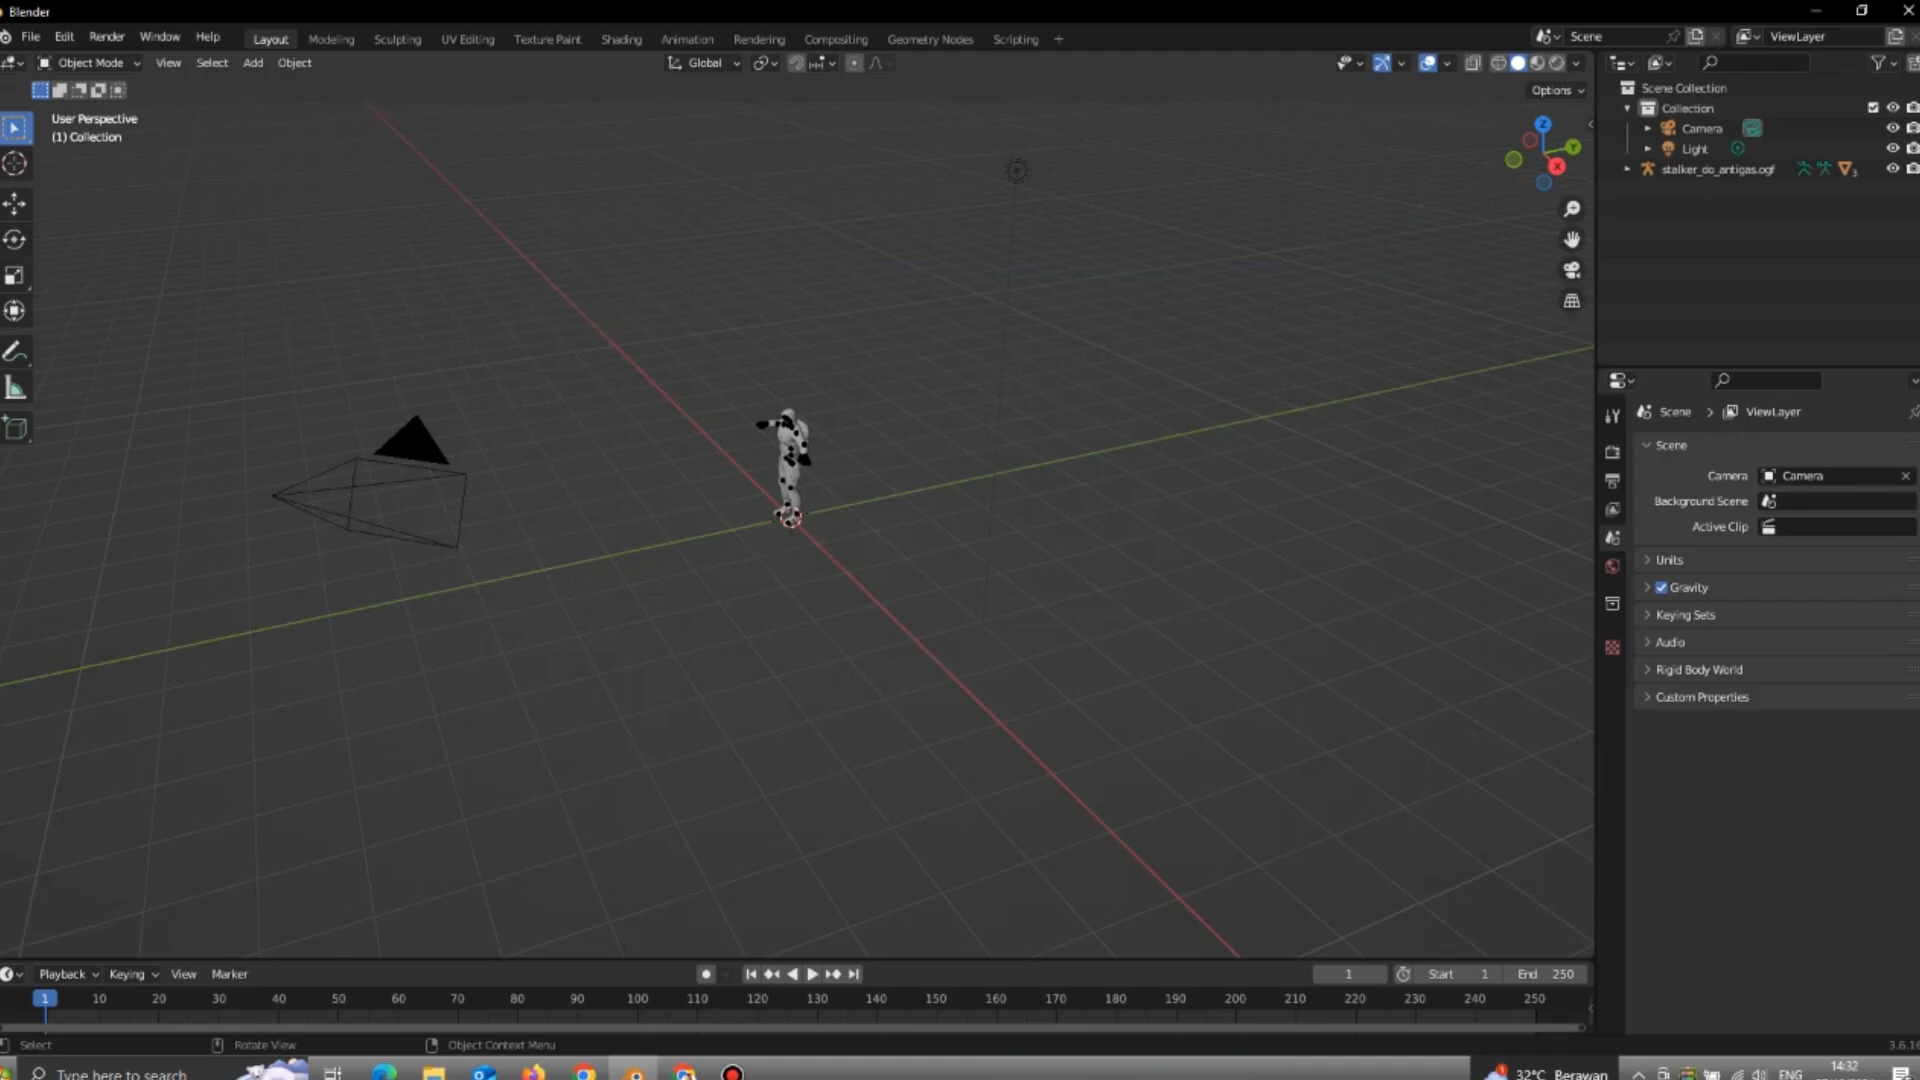 Blender
File Edit Render Window Help Layout Modeling Sculpting UV Editing Texture Paint Shading Animation Rendering Compositing Geometry Nodes Scripting + Scene ViewLayer
Object Mode View Select Add Object Global
Options
User Perspective
(1) Collection
Z
Y
X
Scene Collection
Collection
Camera
Light
stalker_do_antigas.ogf
3
Scene > ViewLayer
Scene
Camera Camera
Background Scene
Active Clip
Units
Gravity
Keying Sets
Audio
Rigid Body World
Custom Properties
Playback Keying View Marker 1 Start 1 End 250
1 10 20 30 40 50 60 70 80 90 100 110 120 130 140 150 160 170 180 190 200 210 220 230 240 250
Select Rotate View Object Context Menu 3.6.16
Type here to search 1 32°C Berawan ENG 14:32